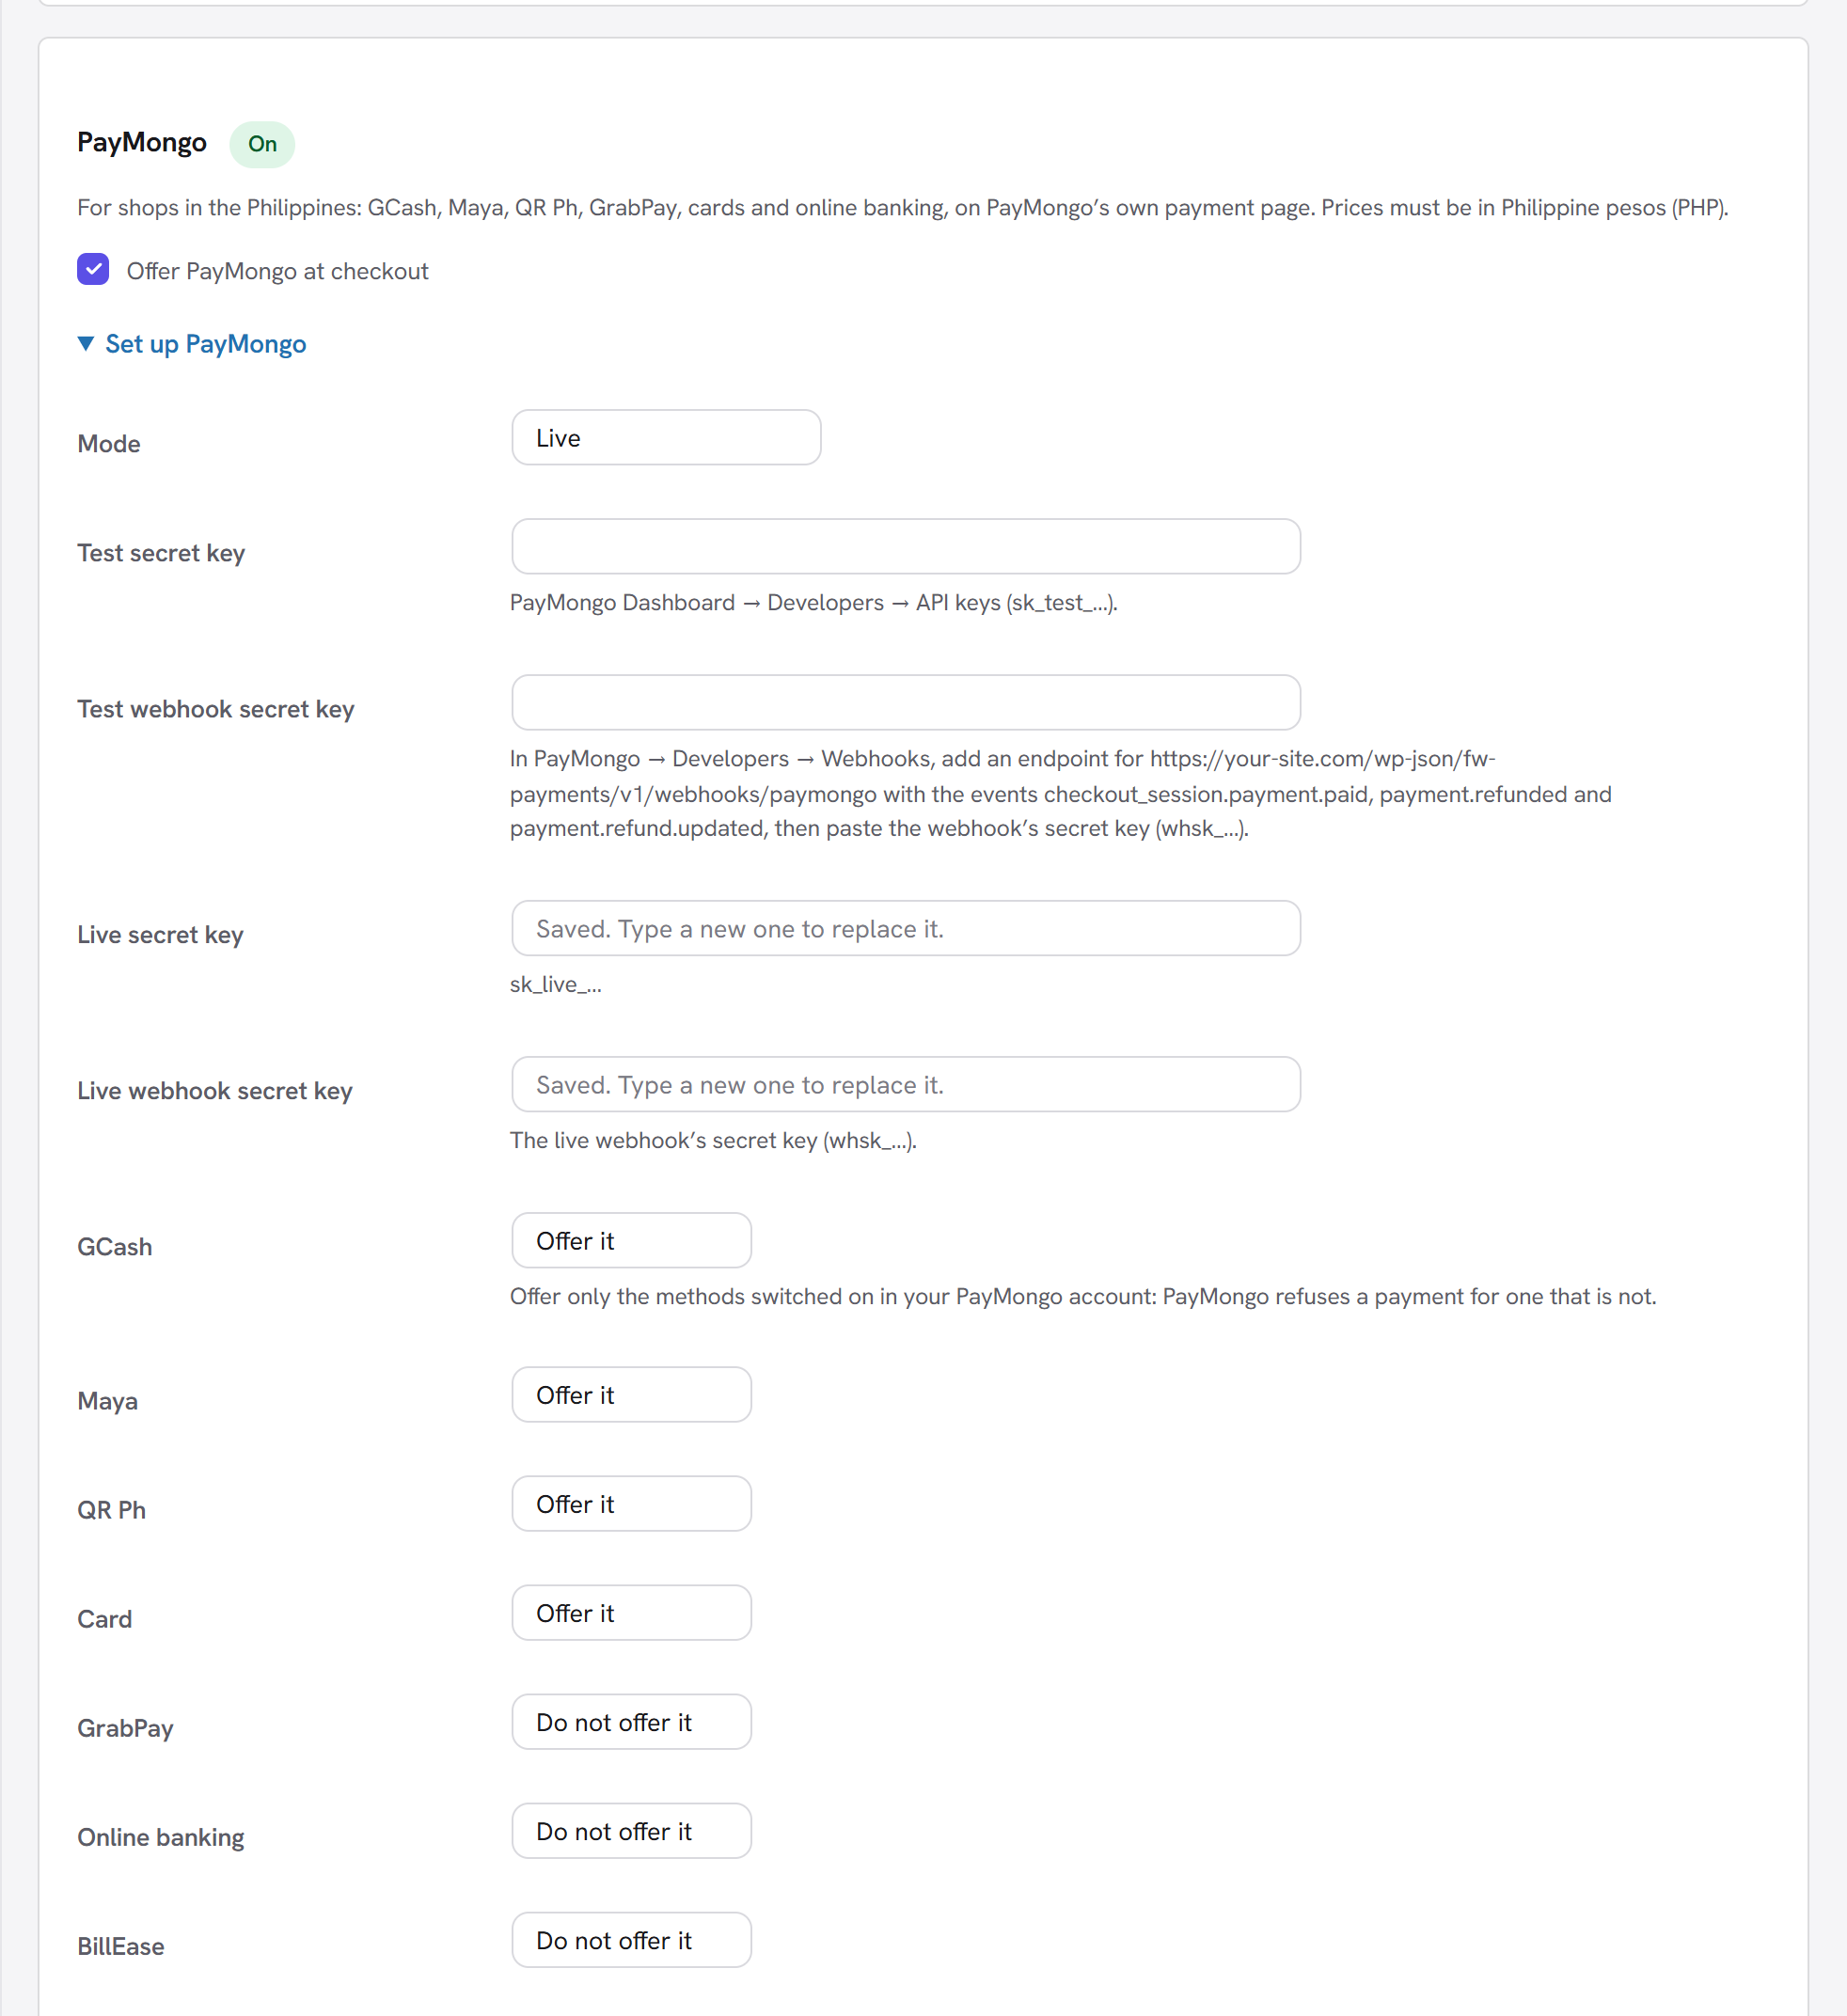 PayMongo On
For shops in the Philippines: GCash, Maya, QR Ph, GrabPay, cards and online banking, on PayMongo’s own payment page. Prices must be in Philippine pesos (PHP).
Offer PayMongo at checkout
▼ Set up PayMongo
Mode
Live
Test secret key
PayMongo Dashboard → Developers → API keys (sk_test_…).
Test webhook secret key
In PayMongo → Developers → Webhooks, add an endpoint for https://your-site.com/wp-json/fw-
payments/v1/webhooks/paymongo with the events checkout_session.payment.paid, payment.refunded and
payment.refund.updated, then paste the webhook’s secret key (whsk_…).
Live secret key
Saved. Type a new one to replace it.
sk_live_…
Live webhook secret key
Saved. Type a new one to replace it.
The live webhook’s secret key (whsk_…).
GCash
Offer it
Offer only the methods switched on in your PayMongo account: PayMongo refuses a payment for one that is not.
Maya
Offer it
QR Ph
Offer it
Card
Offer it
GrabPay
Do not offer it
Online banking
Do not offer it
BillEase
Do not offer it